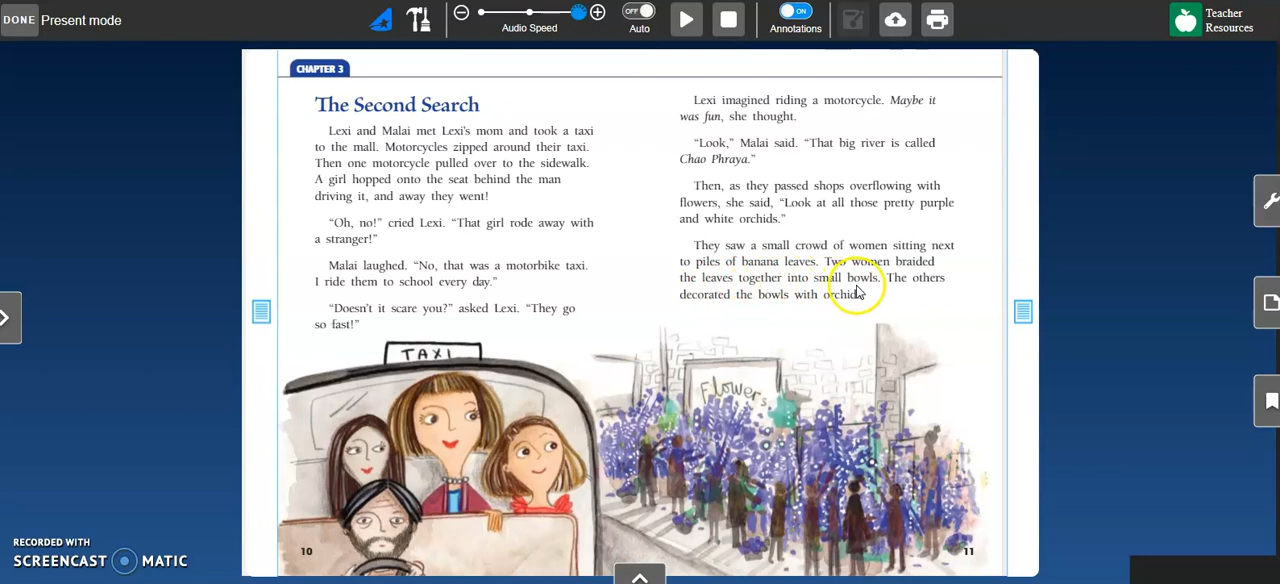 DONE Present mode
Audio Speed
OFF
Auto
ON
Annotations
Teacher
Resources
CHAPTER 3
The Second Search
Lexi and Malai met Lexi's mom and took a taxi
to the mall. Motorcycles zipped around their taxi.
Then one motorcycle pulled over to the sidewalk.
A girl hopped onto the seat behind the man
driving it, and away they went!
"Oh, no!" cried Lexi. "That girl rode away with
a stranger!"
Malai laughed. "No, that was a motorbike taxi.
I ride them to school every day."
"Doesn't it scare you?" asked Lexi. "They go
so fast!"
TAXI
10
Lexi imagined riding a motorcycle. Maybe it
was fun, she thought.
"Look," Malai said. "That big river is called
Chao Phraya."
Then, as they passed shops overflowing with
flowers, she said, "Look at all those pretty purple
and white orchids."
They saw a small crowd of women sitting next
to piles of banana leaves. Two women braided
the leaves together into small bowls. The others
decorated the bowls with orchids.
Flowers
11
RECORDED WITH
SCREENCAST MATIC